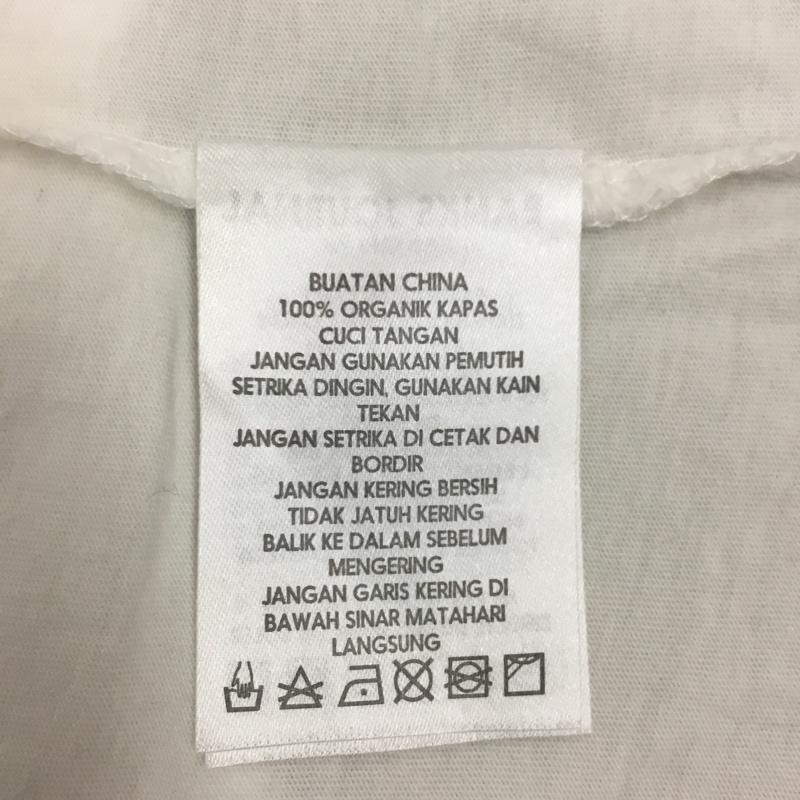 BUATAN CHINA
100% ORGANIK KAPAS
CUCI TANGAN
JANGAN GUNAKAN PEMUTIH
SETRIKA DINGIN, GUNAKAN KAIN
TEKAN
JANGAN SETRIKA DI CETAK DAN
BORDIR
JANGAN KERING BERSIH
TIDAK JATUH KERING
BALIK KE DALAM SEBELUM
MENGERING
JANGAN GARIS KERING DI
BAWAH SINAR MATAHARI
LANGSUNG